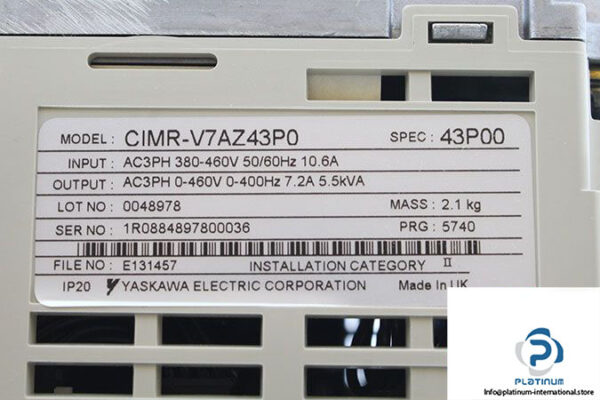 MODEL : CIMR-V7AZ43P0 SPEC : 43P00
INPUT : AC3PH 380-460V 50/60Hz 10.6A
OUTPUT : AC3PH 0-460V 0-400Hz 7.2A 5.5kVA
LOT NO : 0048978 MASS : 2.1 kg
SER NO : 1R0884897800036 PRG : 5740
FILE NO : E131457 INSTALLATION CATEGORY II
IP20 YASKAWA ELECTRIC CORPORATION Made In UK
PLATINUM
Info@platinum-international.store